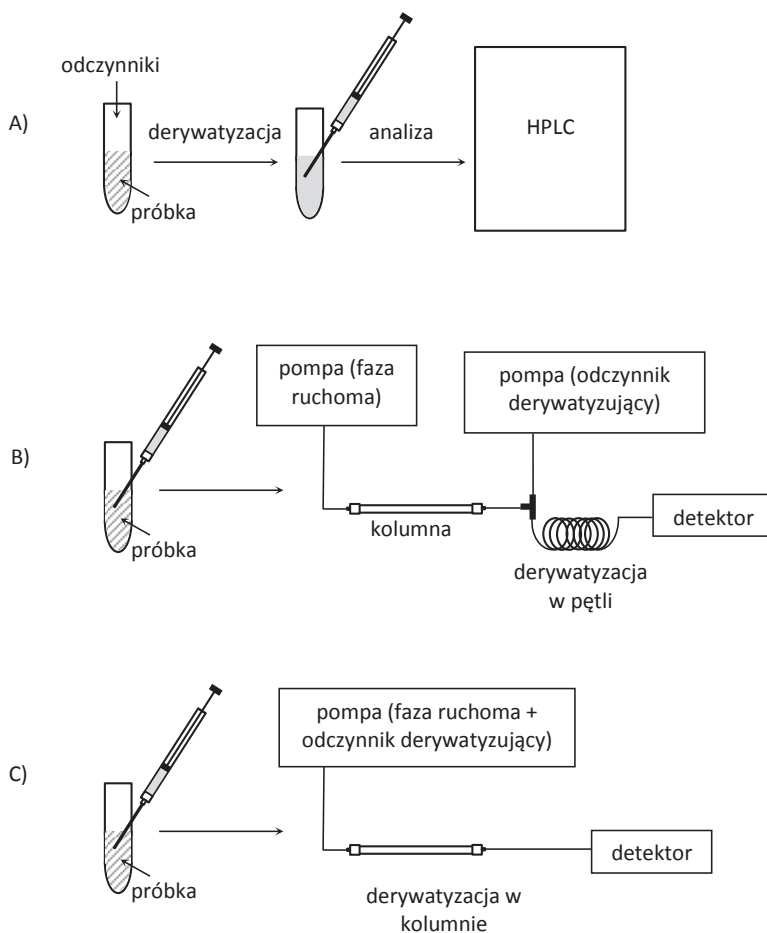 odczynniki
A)
derywatyzacja
analiza
HPLC
próbka
pompa (faza
ruchoma)
pompa (odczynnik
derywatyzujący)
B)
kolumna
detektor
próbka
derywatyzacja
w pętli
pompa (faza ruchoma +
odczynnik derywatyzujący)
C)
detektor
próbka
derywatyzacja w
kolumnie